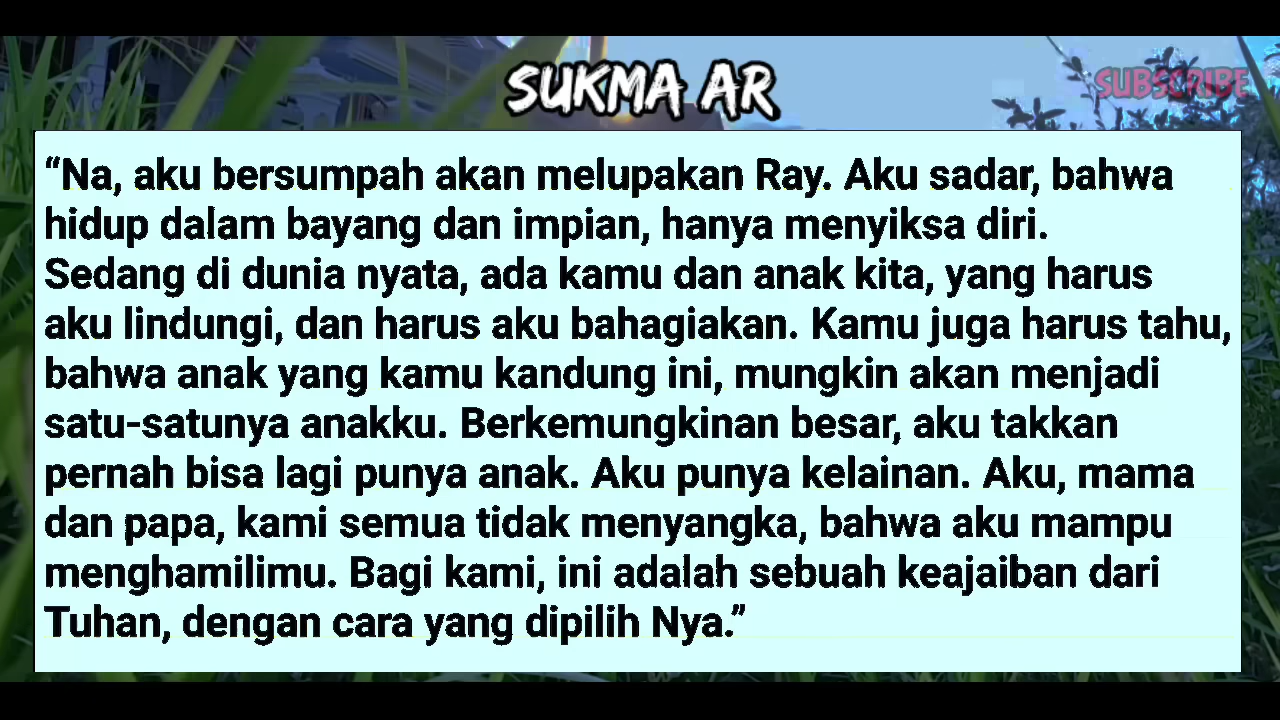 SUKMA AR
SUBSCRIBE
“Na, aku bersumpah akan melupakan Ray. Aku sadar, bahwa
hidup dalam bayang dan impian, hanya menyiksa diri.
Sedang di dunia nyata, ada kamu dan anak kita, yang harus
aku lindungi, dan harus aku bahagiakan. Kamu juga harus tahu,
bahwa anak yang kamu kandung ini, mungkin akan menjadi
satu-satunya anakku. Berkemungkinan besar, aku takkan
pernah bisa lagi punya anak. Aku punya kelainan. Aku, mama
dan papa, kami semua tidak menyangka, bahwa aku mampu
menghamilimu. Bagi kami, ini adalah sebuah keajaiban dari
Tuhan, dengan cara yang dipilih Nya.”